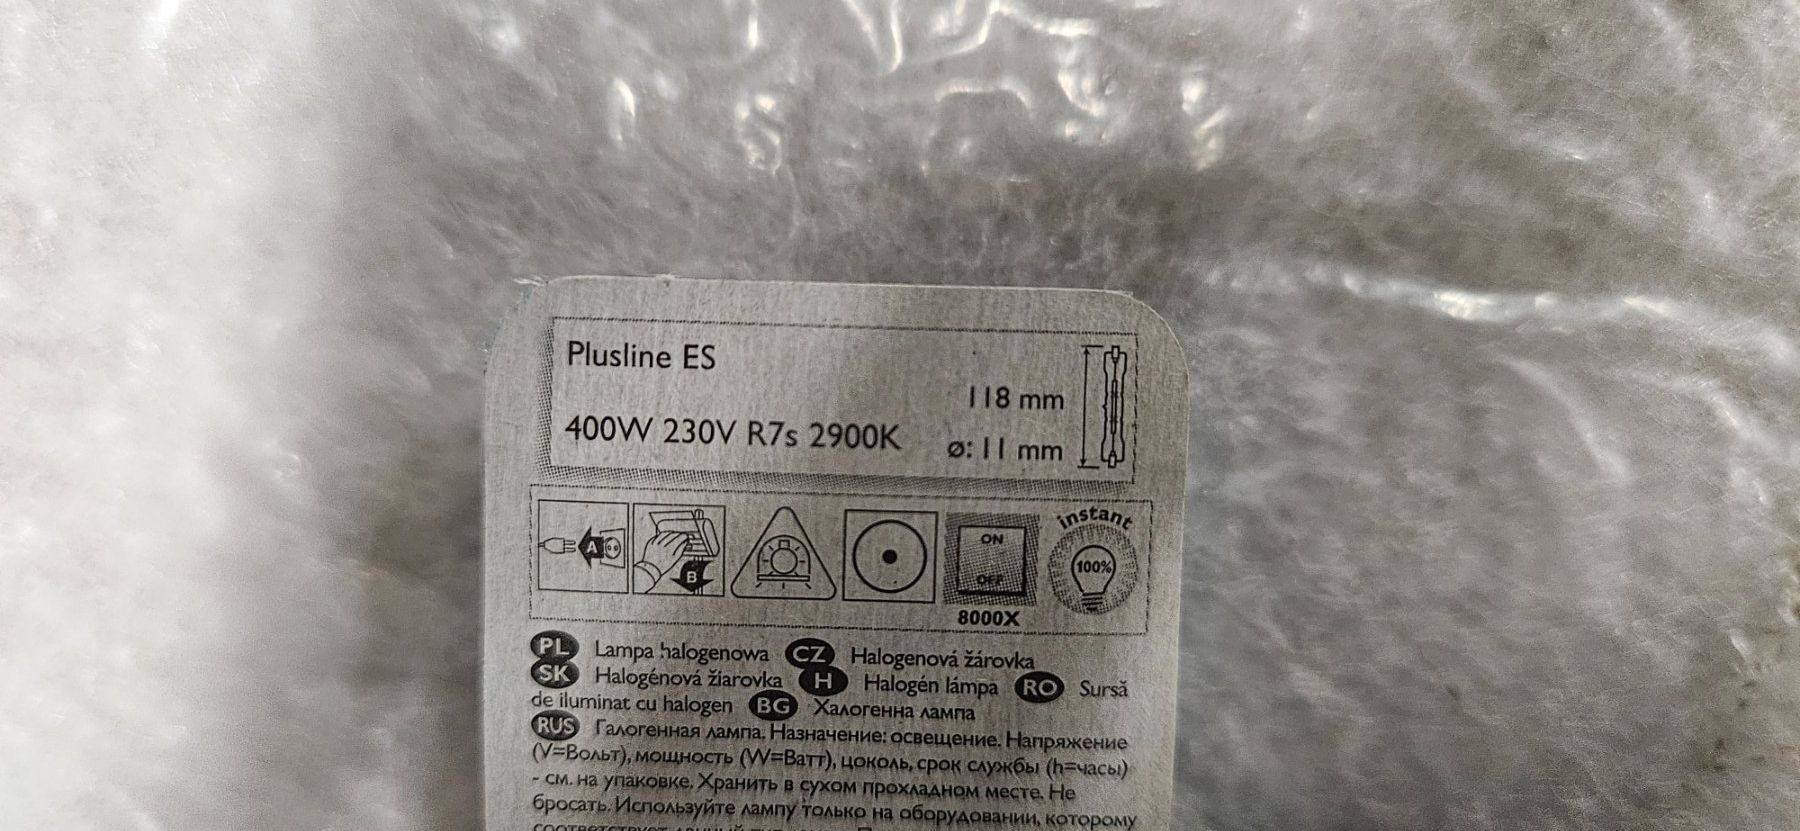 Plusline ES
118 mm
400W 230V R7s 2900K
ø: 11 mm
A
B
ON
OFF
8000X
instant
100%
PL Lampa halogenowa CZ Halogenová žárovka
SK Halogénová žiarovka H Halogén lámpa RO Sursă
de iluminat cu halogen BG Халогенна лампа
RUS Галогенная лампа. Назначение: освещение. Напряжение
(V=Вольт), мощность (W=Ватт), цоколь, срок службы (h=часы)
- см. на упаковке. Хранить в сухом прохладном месте. Не
бросать. Используйте лампу только на оборудовании, которому